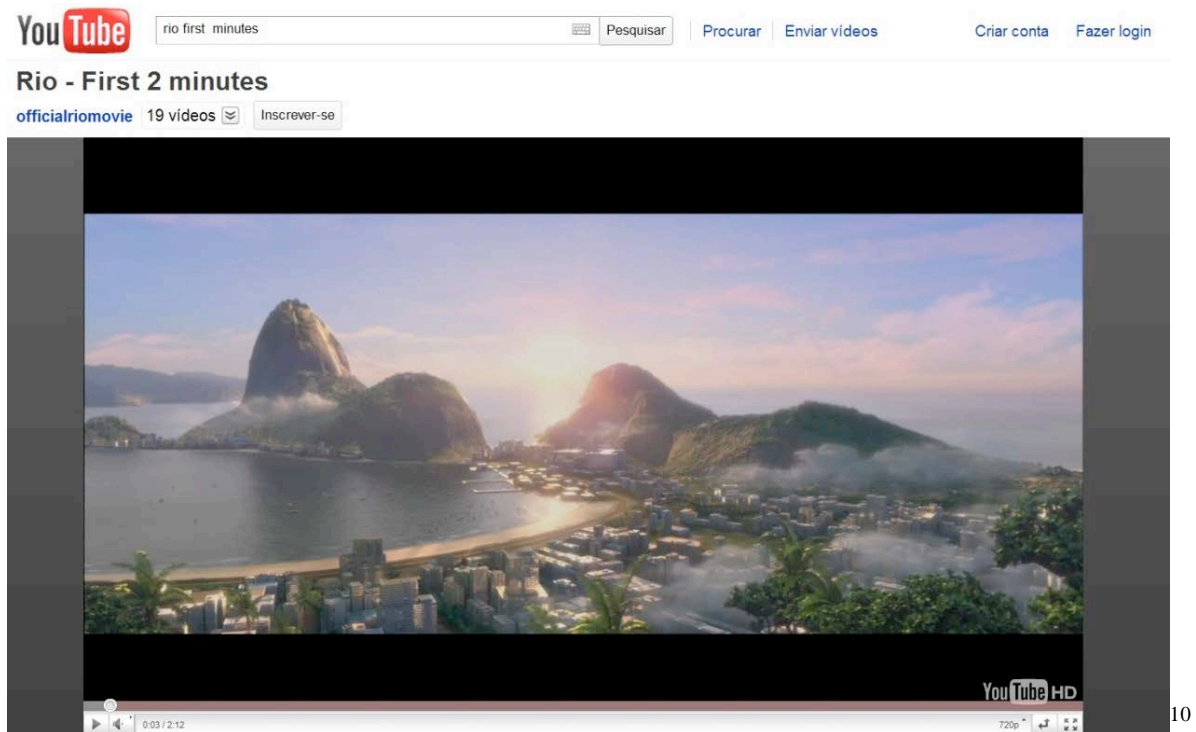 YouTube rio first minutes Pesquisar Procurar Enviar vídeos Criar conta Fazer login
Rio - First 2 minutes
officialriomovie 19 vídeos Inscrever-se
YouTube HD
0:03 / 2:12 720p
10